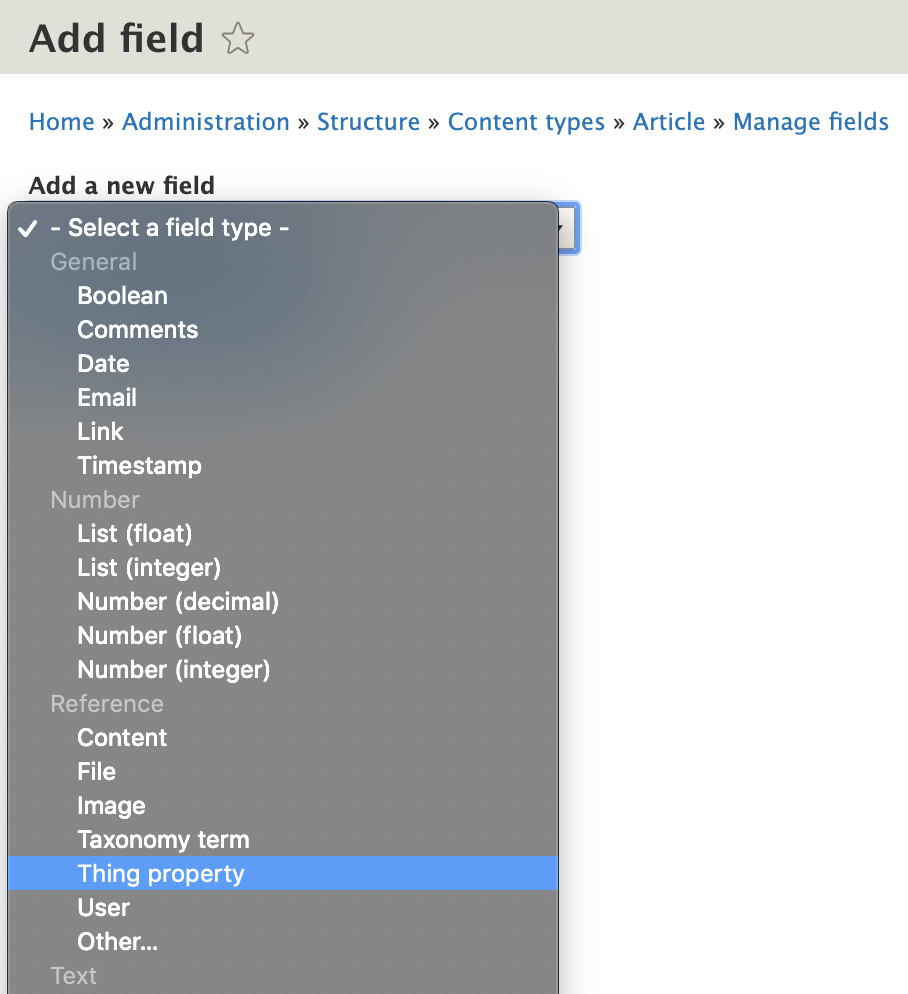 Add field
Home » Administration » Structure » Content types » Article » Manage fields
Add a new field
- Select a field type -
General
Boolean
Comments
Date
Email
Link
Timestamp
Number
List (float)
List (integer)
Number (decimal)
Number (float)
Number (integer)
Reference
Content
File
Image
Taxonomy term
Thing property
User
Other...
Text